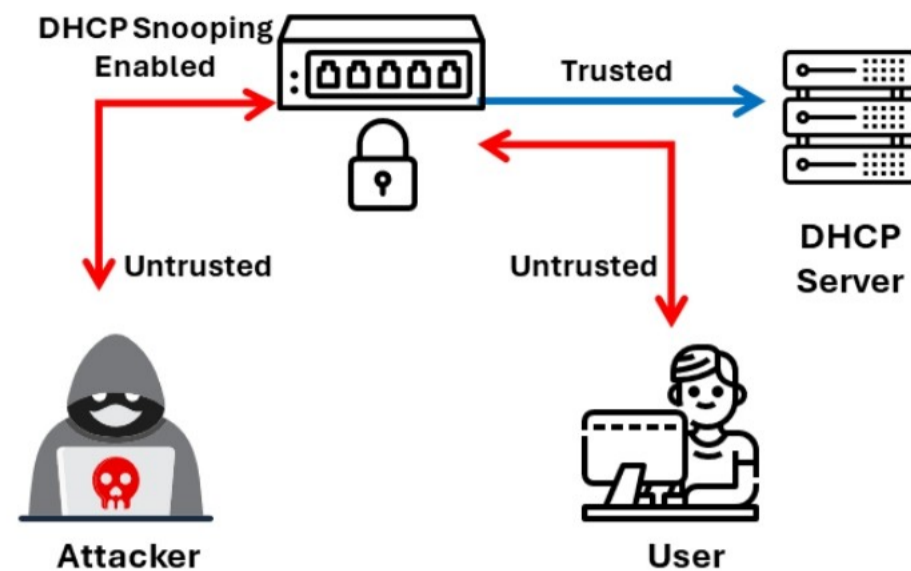 DHCP Snooping
Enabled
Trusted
Untrusted
Untrusted
DHCP
Server
Attacker
User